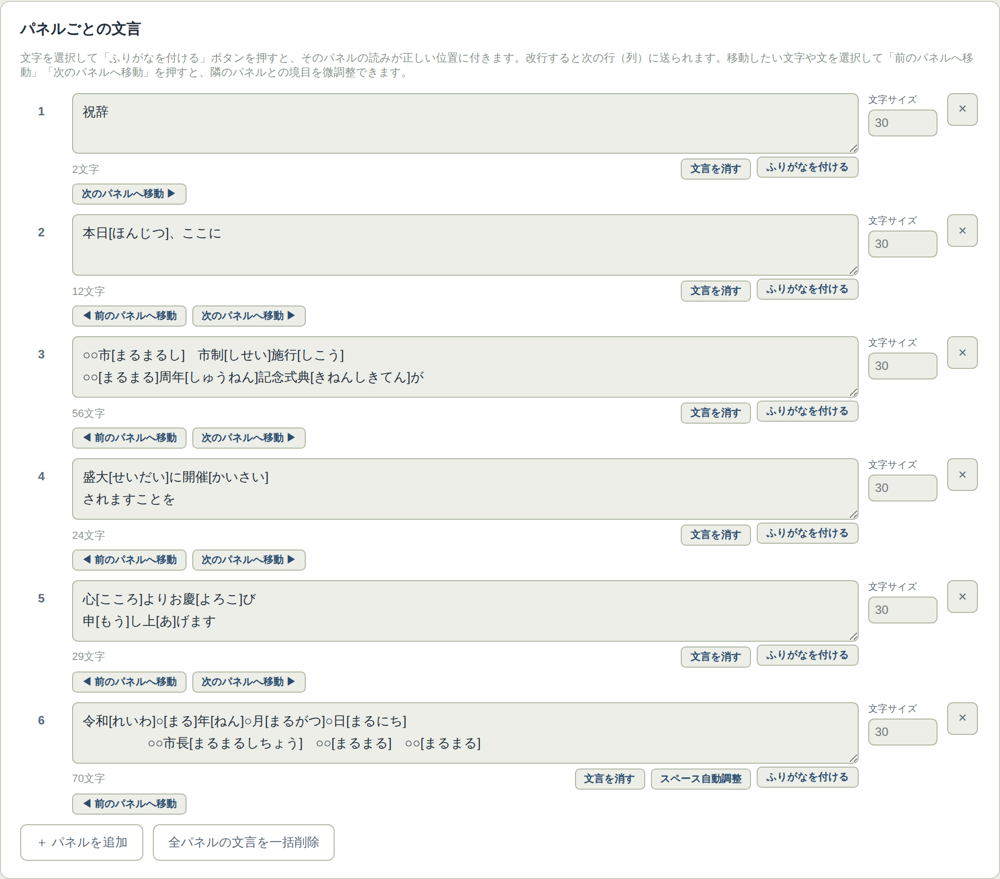 パネルごとの文言
文字を選択して「ふりがなを付ける」ボタンを押すと、そのパネルの読みが正しい位置に付きます。改行すると次の行（列）に送られます。移動したい文字や文を選択して「前のパネルへ移
動」「次のパネルへ移動」を押すと、隣のパネルとの境目を微調整できます。
1
祝辞
文字サイズ
30
×
2文字
文言を消す
ふりがなを付ける
次のパネルへ移動 ▶
2
本日[ほんじつ]、ここに
文字サイズ
30
×
12文字
文言を消す
ふりがなを付ける
◀ 前のパネルへ移動
次のパネルへ移動 ▶
3
○○市[まるまるし]　市制[しせい]施行[しこう]
○○[まるまる]周年[しゅうねん]記念式典[きねんしきてん]が
文字サイズ
30
×
56文字
文言を消す
ふりがなを付ける
◀ 前のパネルへ移動
次のパネルへ移動 ▶
4
盛大[せいだい]に開催[かいさい]
されますことを
文字サイズ
30
×
24文字
文言を消す
ふりがなを付ける
◀ 前のパネルへ移動
次のパネルへ移動 ▶
5
心[こころ]よりお慶[よろこ]び
申[もう]し上[あ]げます
文字サイズ
30
×
29文字
文言を消す
ふりがなを付ける
◀ 前のパネルへ移動
次のパネルへ移動 ▶
6
令和[れいわ]○[まる]年[ねん]○月[まるがつ]○日[まるにち]
　　　　　○○市長[まるまるしちょう]　○○[まるまる]　○○[まるまる]
文字サイズ
30
×
70文字
文言を消す
スペース自動調整
ふりがなを付ける
◀ 前のパネルへ移動
＋ パネルを追加
全パネルの文言を一括削除